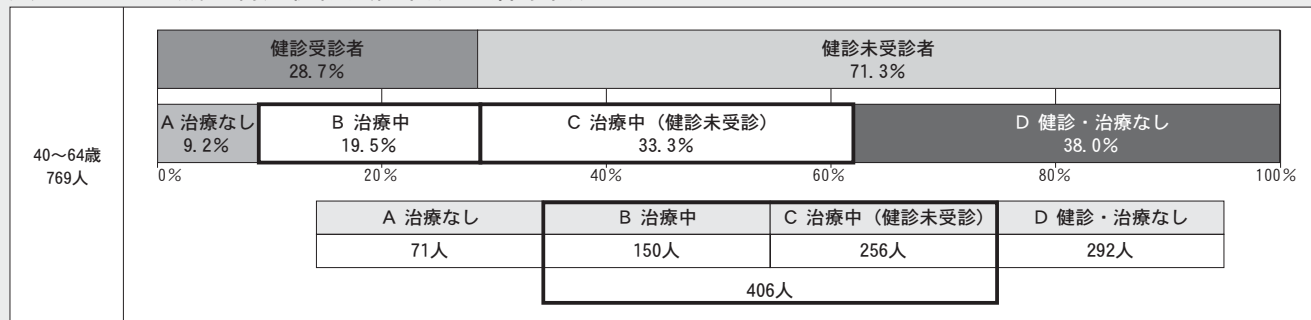 健診受診者
28.7%
健診未受診者
71.3%
A 治療なし
9.2%
B 治療中
19.5%
C 治療中（健診未受診）
33.3%
D 健診・治療なし
38.0%
40～64歳
769人
0% 20% 40% 60% 80% 100%
A 治療なし B 治療中 C 治療中（健診未受診） D 健診・治療なし
71人 150人 256人 292人
406人